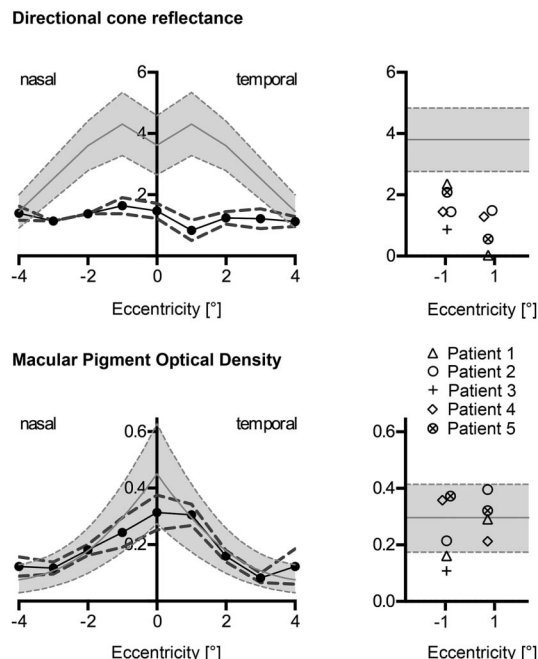 Directional cone reflectance
nasal
temporal
6
4
2
-4
-2
0
2
4
Eccentricity [°]
6
4
2
0
-1
1
Eccentricity [°]
Macular Pigment Optical Density
Patient 1
Patient 2
Patient 3
Patient 4
Patient 5
nasal
temporal
0.6
0.4
0.2
-4
-2
0
2
4
Eccentricity [°]
0.6
0.4
0.2
0.0
-1
1
Eccentricity [°]